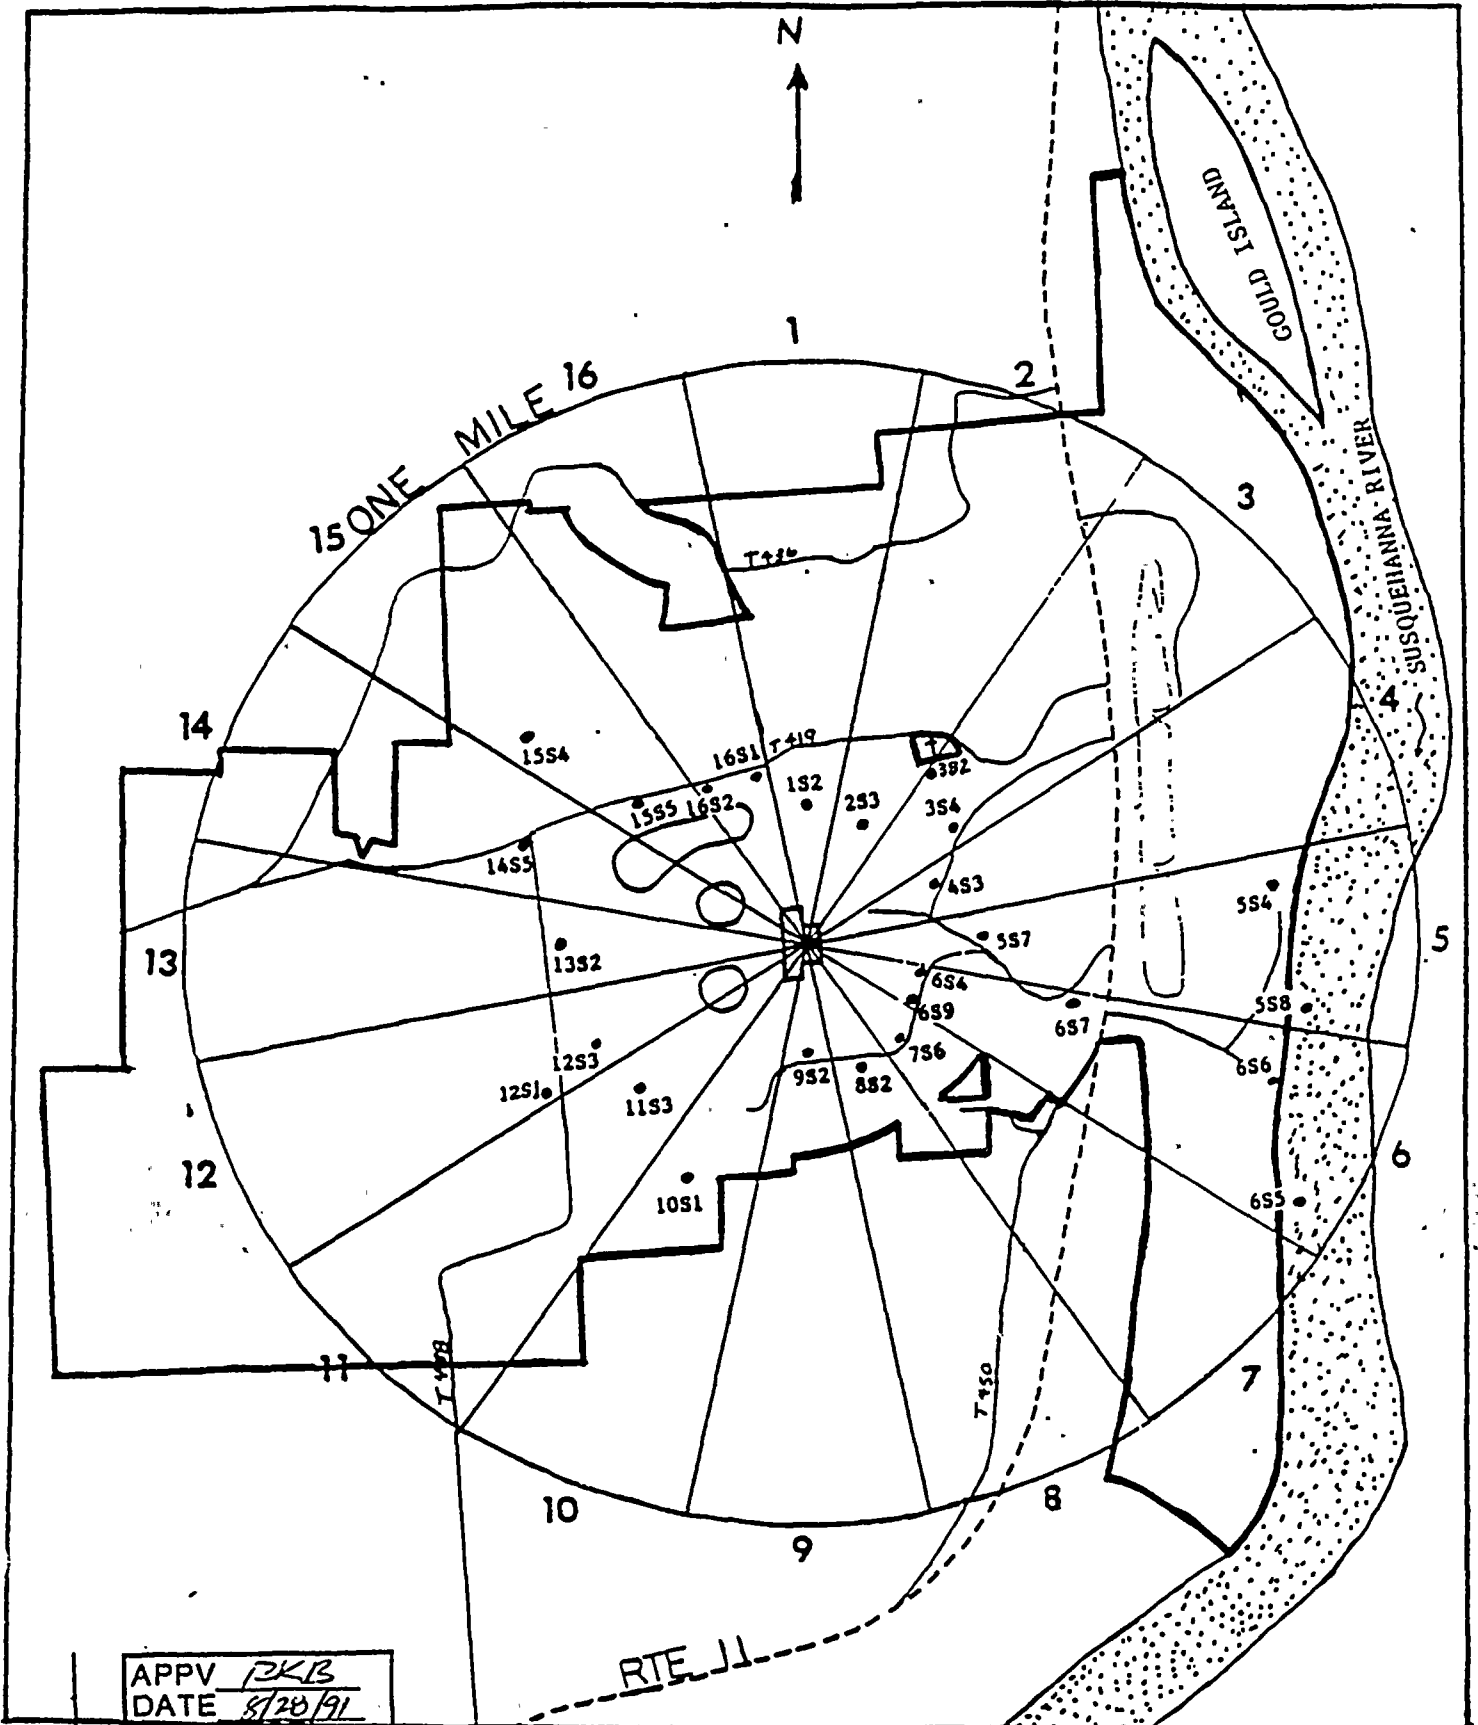 N
GOULD ISLAND
1
16
2
ONE MILE
3
15
SUSQUEHANNA RIVER
T436
4
14
15S4
16S1
T419
3S2
1S2
15S5
16S2
2S3
3S4
14S5
4S3
5S4
5S7
5
13
13S2
6S4
6S9
5S8
6S7
7S6
12S3
6S6
9S2
8S2
12S1
11S3
6
12
10S1
6S5
11
T450
7
10
8
9
RTE 11
APPV
DATE 8/28/91